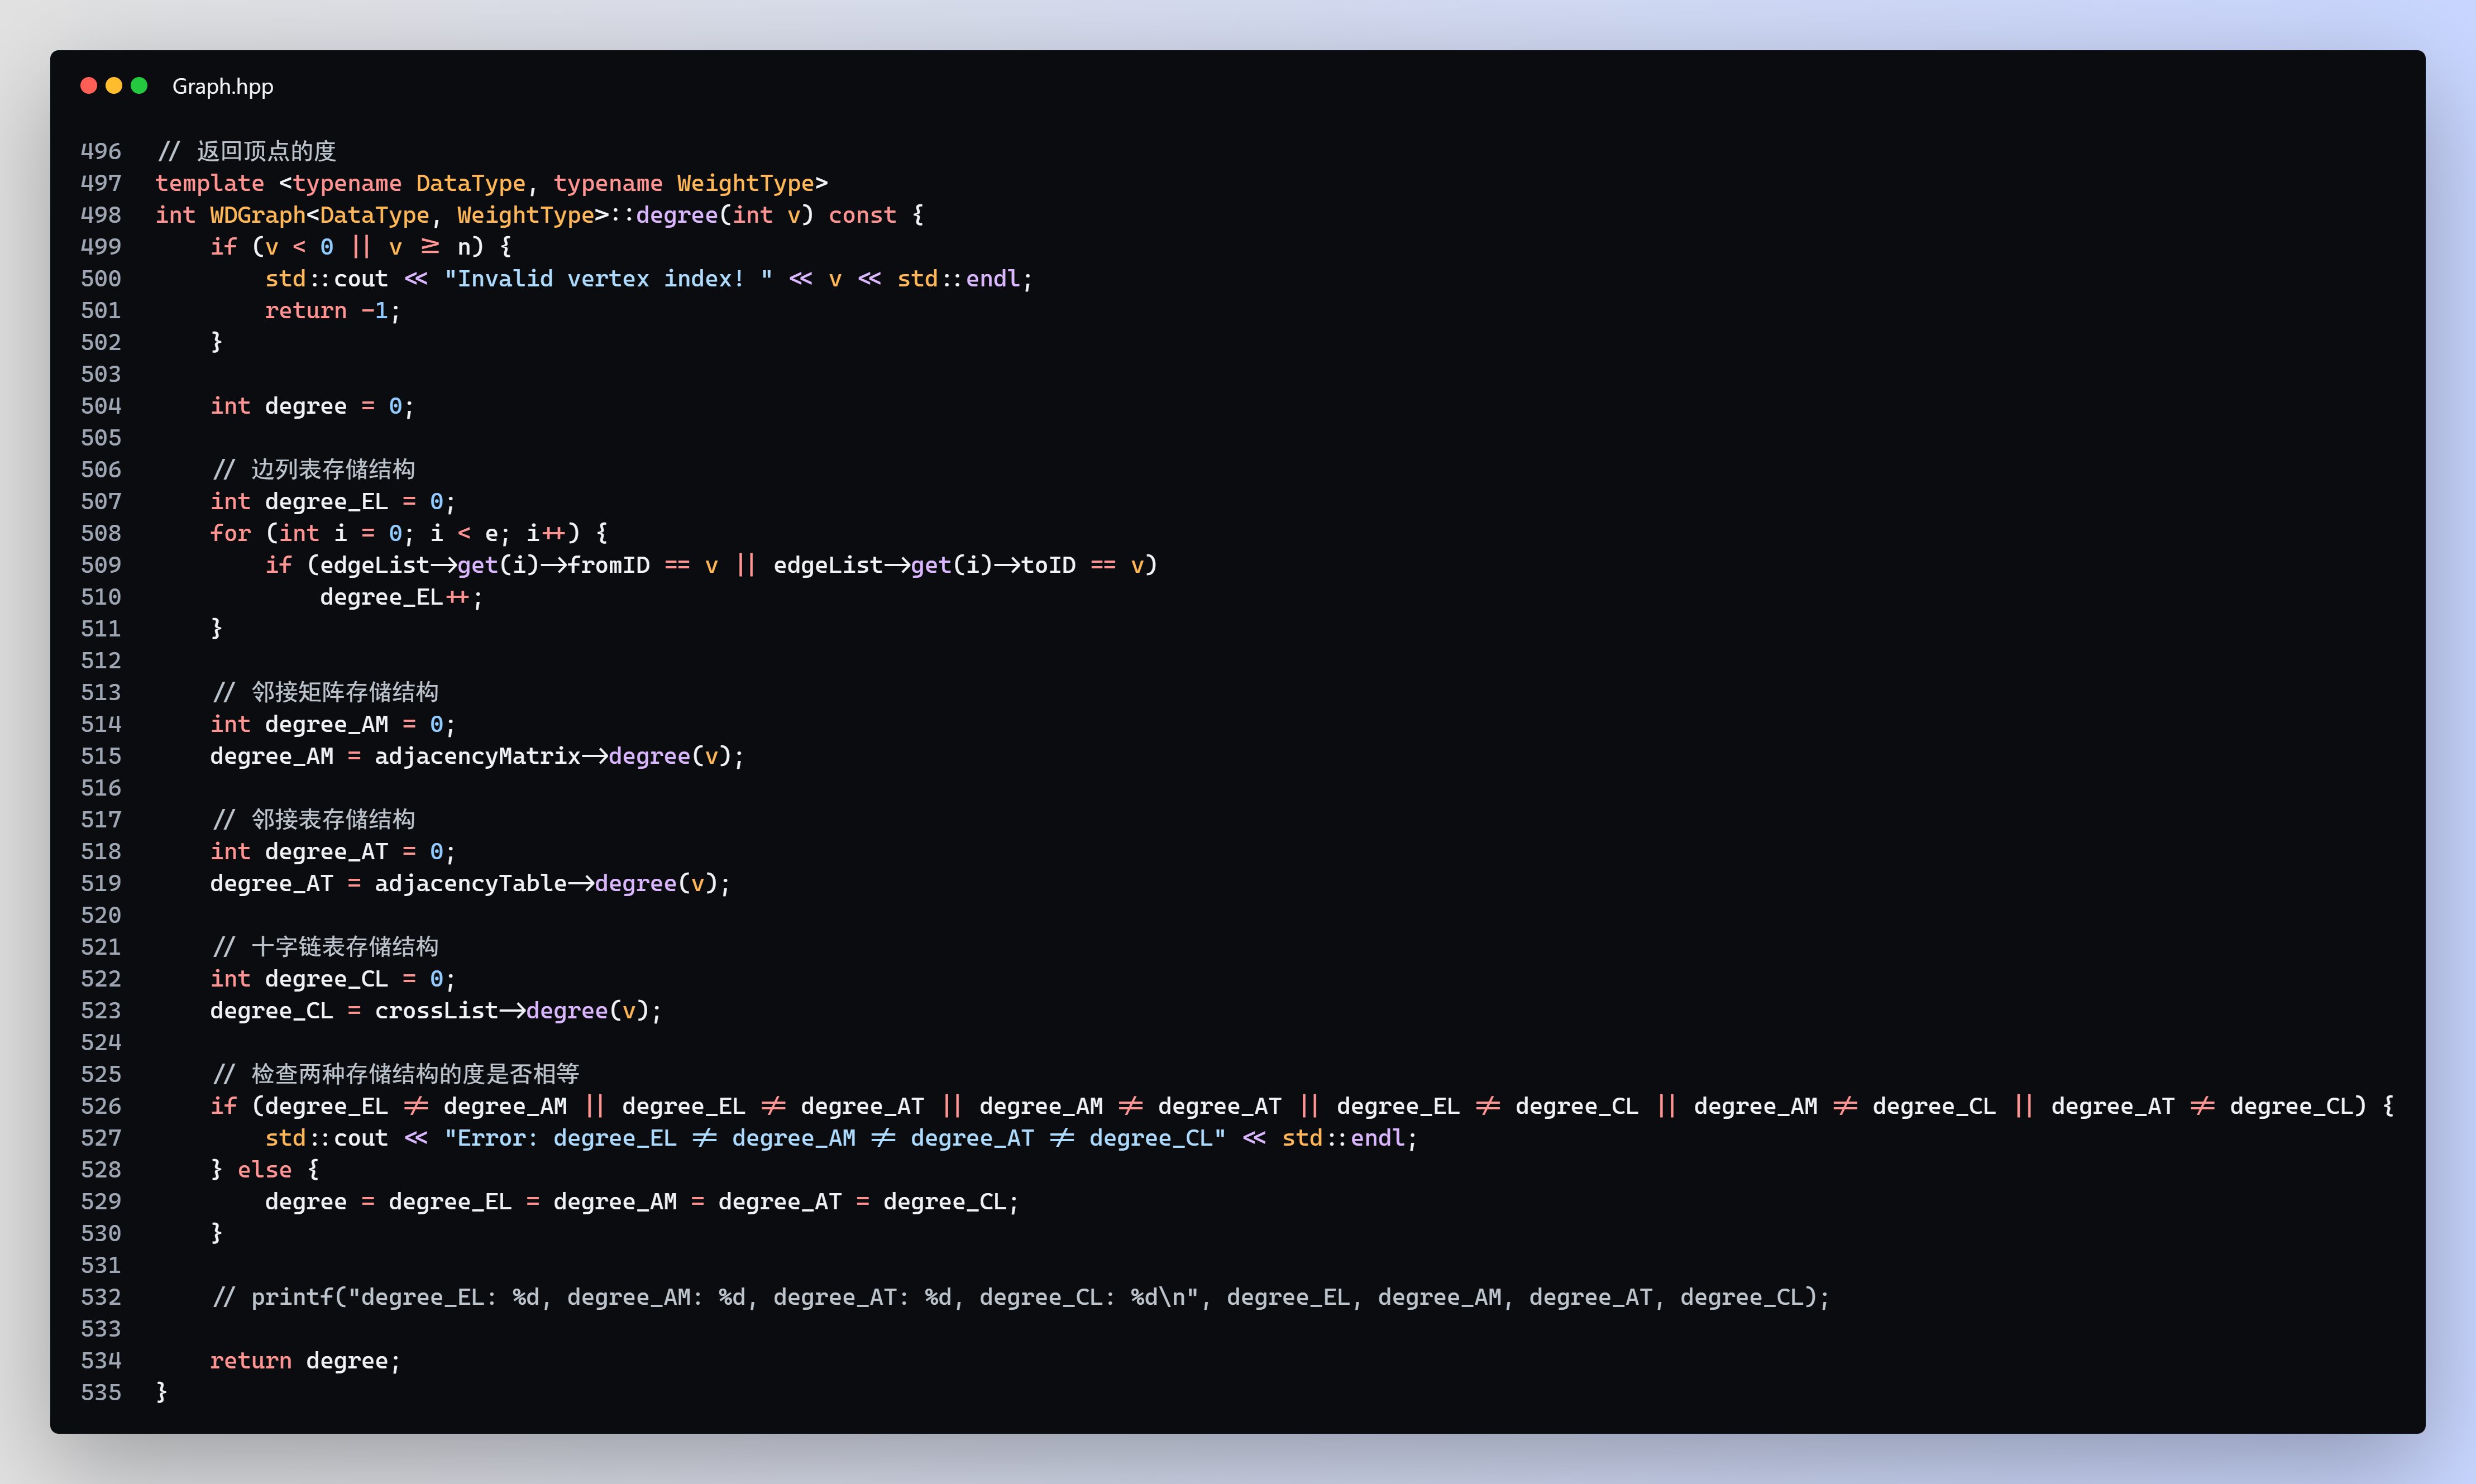 Graph.hpp
496 // 返回顶点的度
497 template <typename DataType, typename WeightType>
498 int WDGraph<DataType, WeightType>::degree(int v) const {
499     if (v < 0 || v >= n) {
500         std::cout << "Invalid vertex index! " << v << std::endl;
501         return -1;
502     }
503
504     int degree = 0;
505
506     // 边列表存储结构
507     int degree_EL = 0;
508     for (int i = 0; i < e; i++) {
509         if (edgeList->get(i)->fromID == v || edgeList->get(i)->toID == v)
510             degree_EL++;
511     }
512
513     // 邻接矩阵存储结构
514     int degree_AM = 0;
515     degree_AM = adjacencyMatrix->degree(v);
516
517     // 邻接表存储结构
518     int degree_AT = 0;
519     degree_AT = adjacencyTable->degree(v);
520
521     // 十字链表存储结构
522     int degree_CL = 0;
523     degree_CL = crossList->degree(v);
524
525     // 检查两种存储结构的度是否相等
526     if (degree_EL != degree_AM || degree_EL != degree_AT || degree_AM != degree_AT || degree_EL != degree_CL || degree_AM != degree_CL || degree_AT != degree_CL) {
527         std::cout << "Error: degree_EL != degree_AM != degree_AT != degree_CL" << std::endl;
528     } else {
529         degree = degree_EL = degree_AM = degree_AT = degree_CL;
530     }
531
532     // printf("degree_EL: %d, degree_AM: %d, degree_AT: %d, degree_CL: %d\n", degree_EL, degree_AM, degree_AT, degree_CL);
533
534     return degree;
535 }